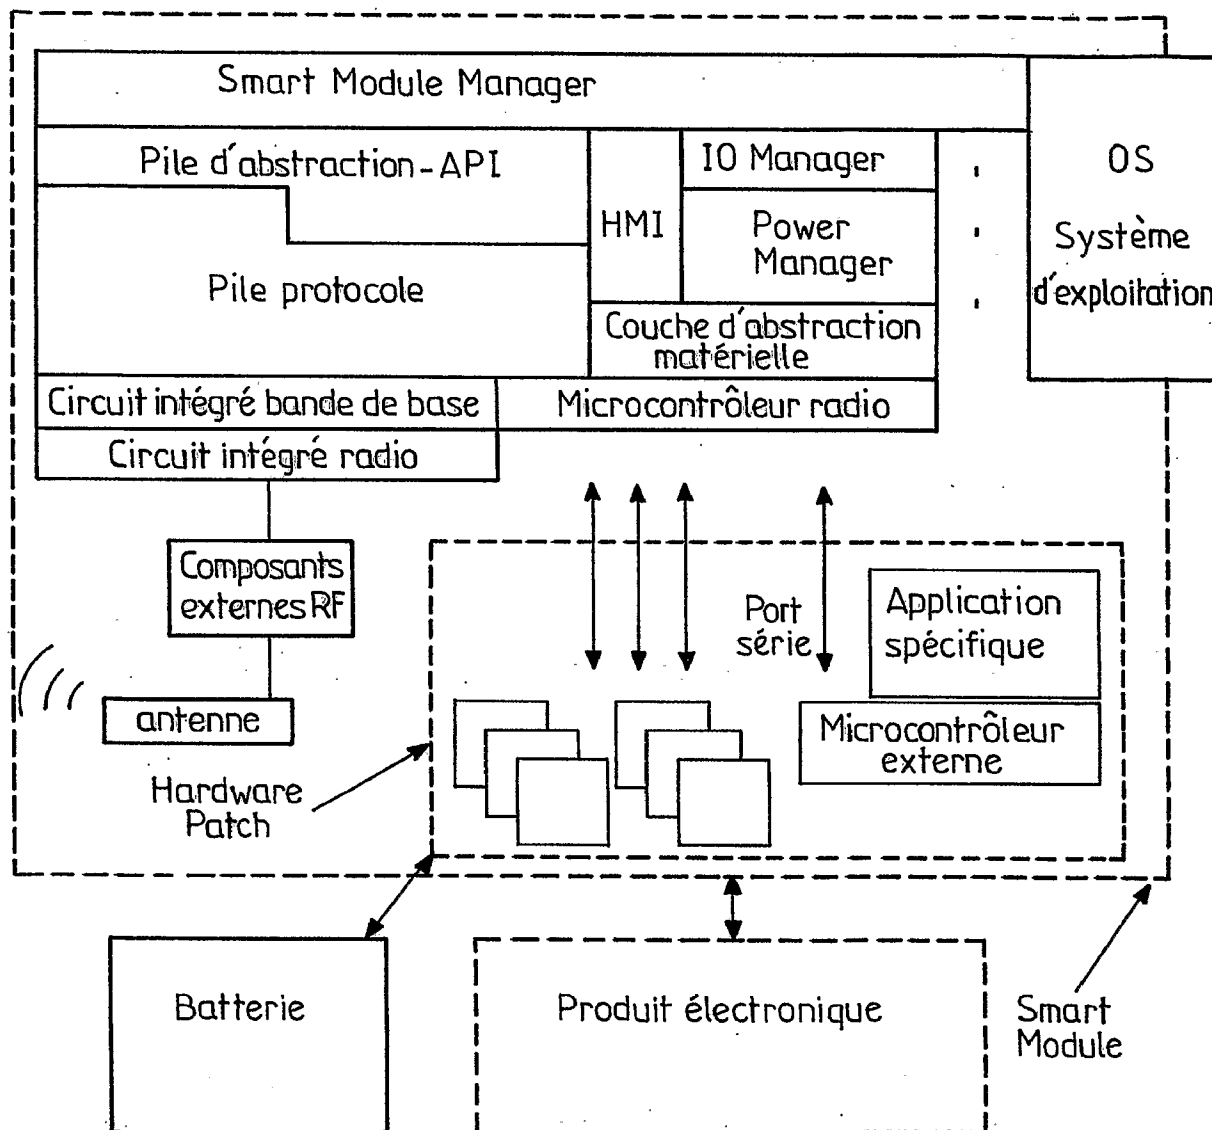 Smart Module Manager
Pile d'abstraction - API
HMI
IO Manager
Power
Manager
OS
Système
d'exploitation
Pile protocole
Couche d'abstraction
matérielle
Circuit intégré bande de base
Microcontrôleur radio
Circuit intégré radio
Composants
externes RF
antenne
Port
série
Application
spécifique
Microcontrôleur
externe
Hardware
Patch
Batterie
Produit électronique
Smart
Module